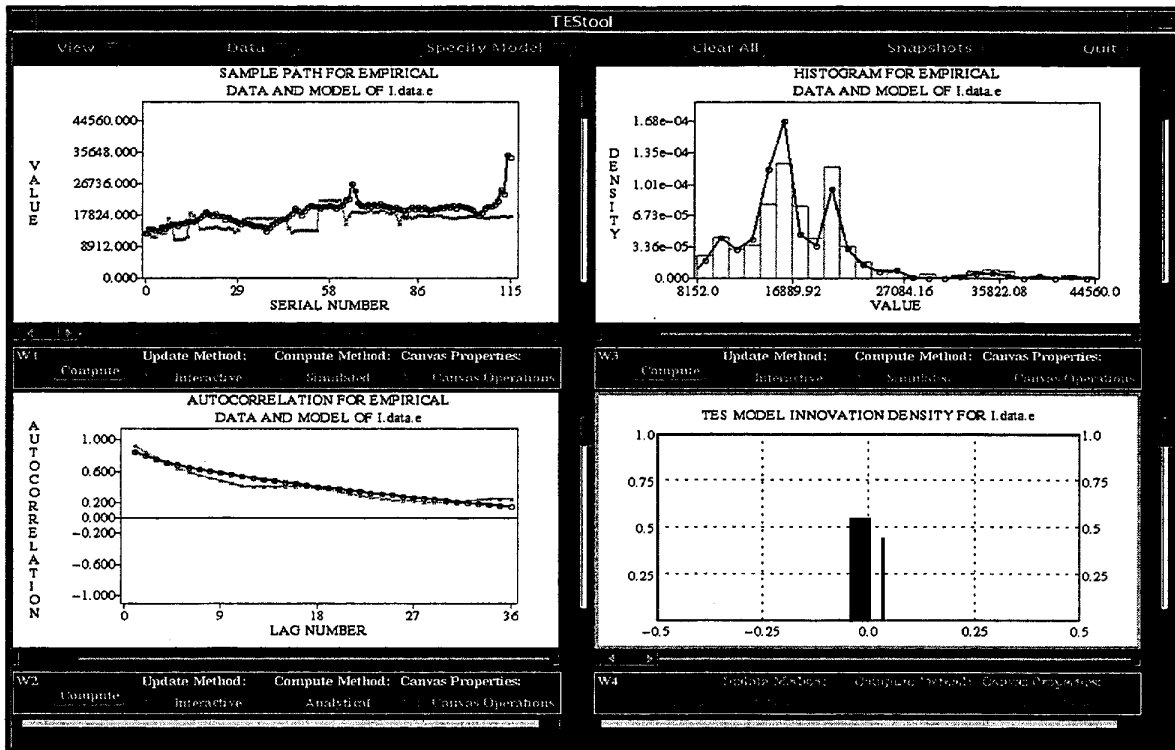 TEStool
View
Data
Specify Model
Clear All
Snapshots
Quit
SAMPLE PATH FOR EMPIRICAL
DATA AND MODEL OF I.data.e
VALUE
44560.000
35648.000
26736.000
17824.000
8912.000
0.000
0 29 58 86 115
SERIAL NUMBER
W1
Update Method: Compute Method: Canvas Properties:
Compute Interactive Simulated Canvas Operations
HISTOGRAM FOR EMPIRICAL
DATA AND MODEL OF I.data.e
DENSITY
1.68e-04
1.35e-04
1.01e-04
6.73e-05
3.36e-05
0.000
8152.0 16889.92 27084.16 35822.08 44560.0
VALUE
W3
Update Method: Compute Method: Canvas Properties:
Compute Interactive Simulated Canvas Operations
AUTOCORRELATION FOR EMPIRICAL
DATA AND MODEL OF I.data.e
AUTOCORRELATION
1.000
0.600
0.200
0.000
-0.200
-0.600
-1.000
0 9 18 27 36
LAG NUMBER
W2
Update Method: Compute Method: Canvas Properties:
Compute Interactive Analytical Canvas Operations
TES MODEL INNOVATION DENSITY FOR I.data.e
1.0 1.0
0.75 0.75
0.5 0.5
0.25 0.25
-0.5 -0.25 0.0 0.25 0.5
W4
Update Method: Compute Method: Canvas Properties: